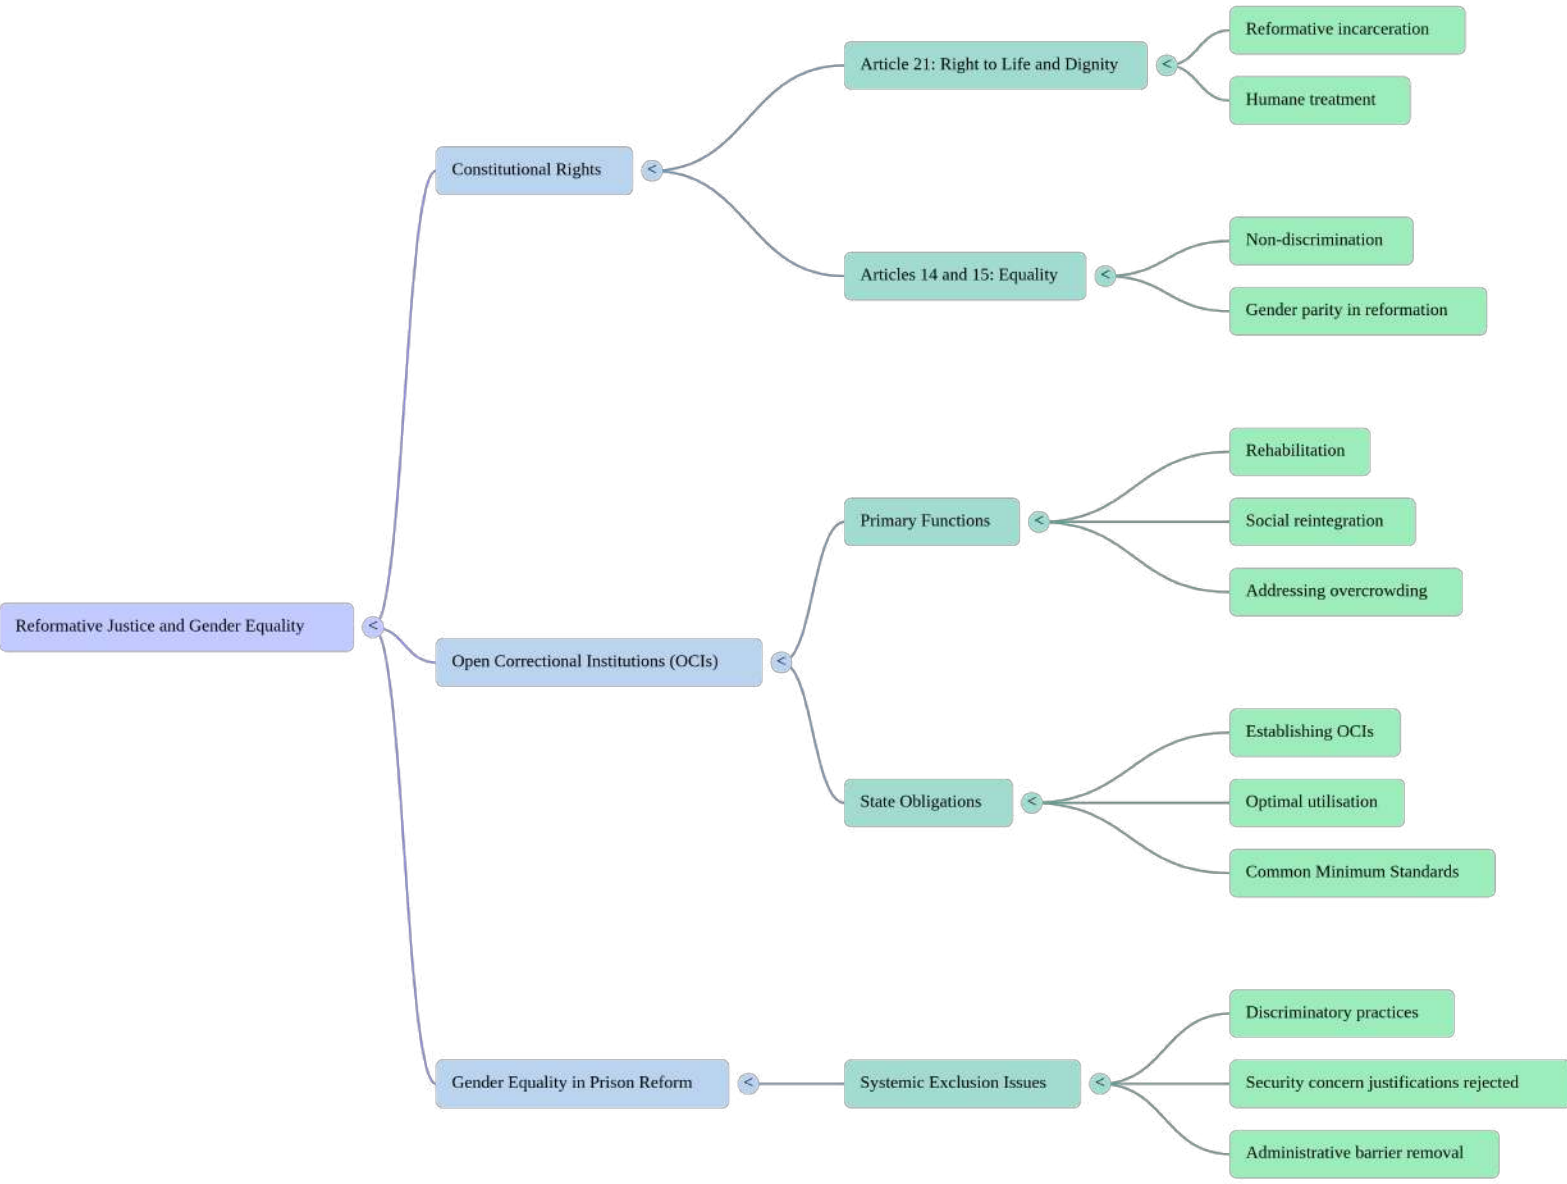 Reformative Justice and Gender Equality
<
Constitutional Rights
<
Article 21: Right to Life and Dignity
<
Reformative incarceration
Humane treatment
Articles 14 and 15: Equality
<
Non-discrimination
Gender parity in reformation
Open Correctional Institutions (OCIs)
<
Primary Functions
<
Rehabilitation
Social reintegration
Addressing overcrowding
State Obligations
<
Establishing OCIs
Optimal utilisation
Common Minimum Standards
Gender Equality in Prison Reform
<
Systemic Exclusion Issues
<
Discriminatory practices
Security concern justifications rejected
Administrative barrier removal